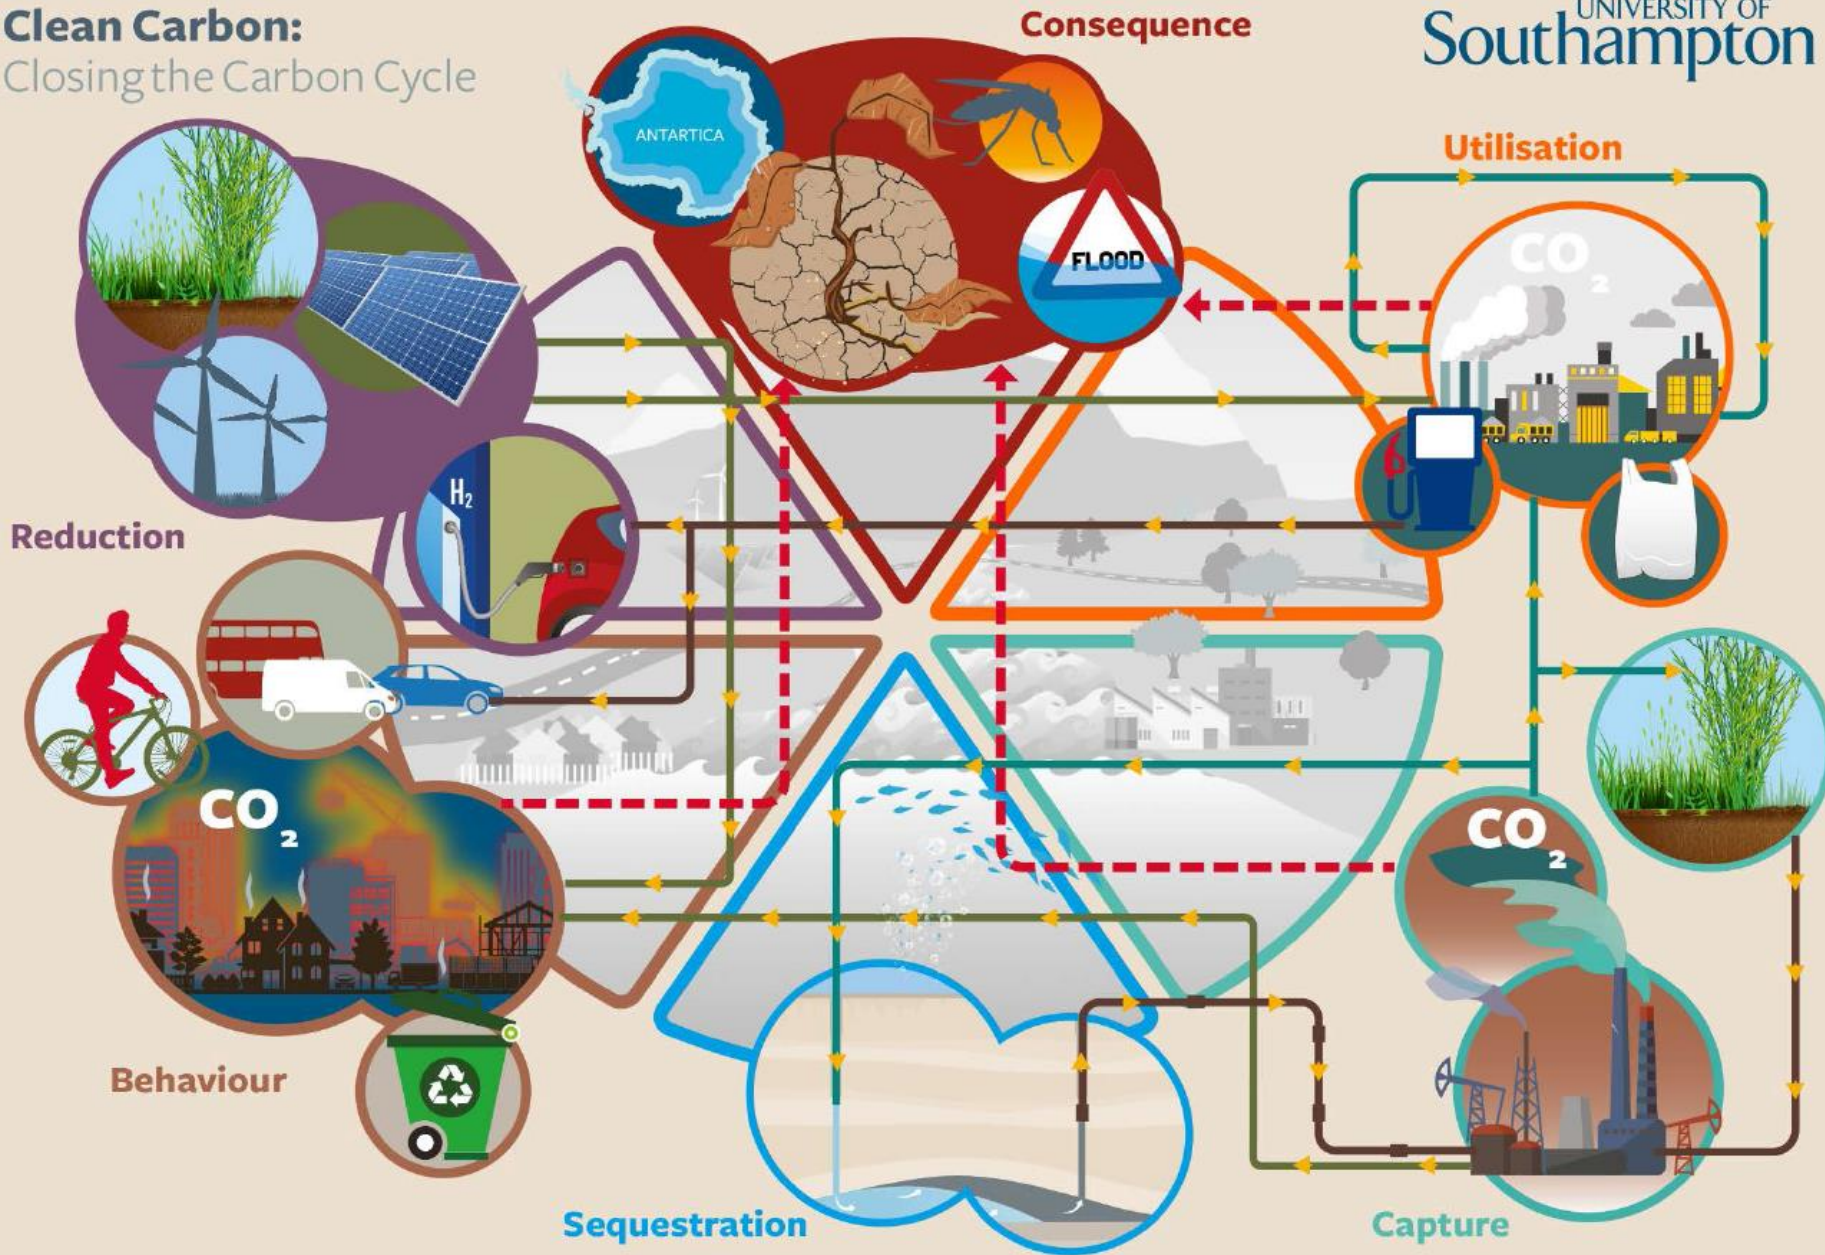 Clean Carbon:
Closing the Carbon Cycle
Consequence
UNIVERSITY OF
Southampton
ANTARTICA
Utilisation
FLOOD
CO2
H2
Reduction
CO2
CO2
Behaviour
Sequestration
Capture